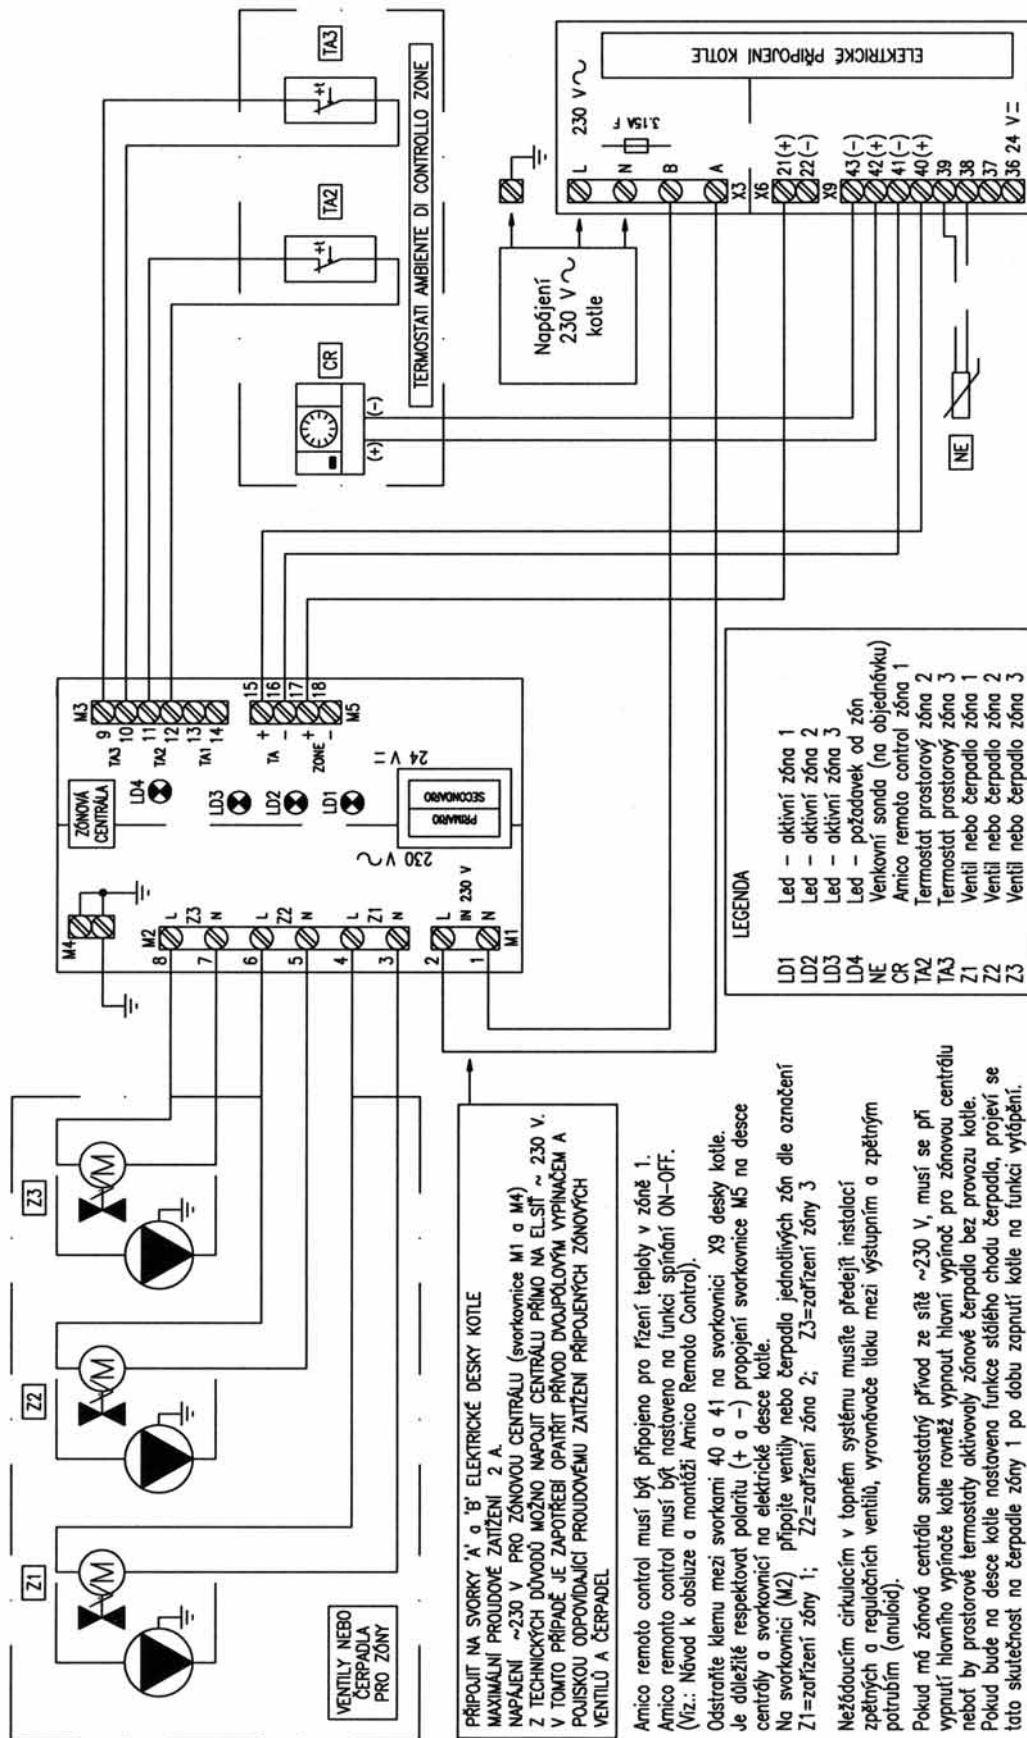 Z1
Z2
Z3
VENTILY NEBO
ČERPADLA
PRO ZÓNY
M4
ZÓNOVÁ
CENTRÁLA
M2
8
7
6
5
4
3
L
Z3
N
L
Z2
N
L
Z1
N
2
1
L
IN 230 V
N
M1
LD4
LD3
LD2
LD1
230 V
PRIMARIO
SECONDARIO
24 V
M3
9
10
11
12
13
14
TA3
TA2
TA1
15
16
17
18
+
TA
-
+
ZONE
-
M5
CR
(+)
(-)
TA2
+t
TA3
+t
TERMOSTATI AMBIENTE DI CONTROLLO ZONE
Napájení
230 V ~
kotle
NE
L
N
B
A
X3
230 V ~
3.15A F
ELEKTRICKÉ PŘIPOJENÍ KOTLE
X6
21(+)
22(-)
X9
43(-)
42(+)
41(-)
40(+)
39
38
37
36
24 V
PŘIPOJIT NA SVORKY 'A' a 'B' ELEKTRICKÉ DESKY KOTLE
MAXIMÁLNÍ PROUDOVÉ ZATÍŽENÍ 2 A.
NAPÁJENÍ ~230 V PRO ZÓNOVOU CENTRÁLU (svorkovnice M1 a M4)
Z TECHNICKÝCH DŮVODŮ MOŽNO NAPOJIT CENTRÁLU PŘÍMO NA EL.SÍŤ ~ 230 V.
V TOMTO PŘÍPADĚ JE ZAPOTŘEBÍ OPATŘIT PŘÍVOD DVOJPÓLOVÝM VYPÍNAČEM A
POJISKOU ODPOVÍDAJÍCÍ PROUDOVÉMU ZATÍŽENÍ PŘIPOJENÝCH ZÓNOVÝCH
VENTILŮ A ČERPADEL
Amico remoto control musí být připojeno pro řízení teploty v zóně 1.
Amico remonto control musí být nastaveno na funkci spínání ON-OFF.
(Viz.: Návod k obsluze a montáži Amico Remoto Control).
Odstraňte klemu mezi svorkami 40 a 41 na svorkovnici X9 desky kotle.
Je důležité respektovat polaritu (+ a -) propojení svorkovnice M5 na desce
centrály a svorkovnicí na elektrické desce kotle.
Na svorkovnici (M2) připojte ventily nebo čerpadla jednotlivých zón dle označení
Z1=zařízení zóny 1; Z2=zařízení zóna 2; Z3=zařízení zóny 3
Nežádoucím cirkulacím v topném systému musíte předejít instalací
zpětných a regulačních ventilů, vyrovnávače tlaku mezi výstupním a zpětným
potrubím (anuloid).
Pokud má zónová centrála samostatný přívod ze sítě ~230 V, musí se při
vypnutí hlavního vypínače kotle rovněž vypnout hlavní vypínač pro zónovou centrálu
neboť by prostorové termostaty aktivovaly zónové čerpadla bez provozu kotle.
Pokud bude na desce kotle nastavena funkce stálého chodu čerpadla, projeví se
tato skutečnost na čerpadle zóny 1 po dobu zapnutí kotle na funkci vytápění.
LEGENDA
LD1 Led - aktivní zóna 1
LD2 Led - aktivní zóna 2
LD3 Led - aktivní zóna 3
LD4 Led - požadavek od zón
NE Venkovní sonda (na objednávku)
CR Amico remoto control zóna 1
TA2 Termostat prostorový zóna 2
TA3 Termostat prostorový zóna 3
Z1 Ventil nebo čerpadlo zóna 1
Z2 Ventil nebo čerpadlo zóna 2
Z3 Ventil nebo čerpadlo zóna 3